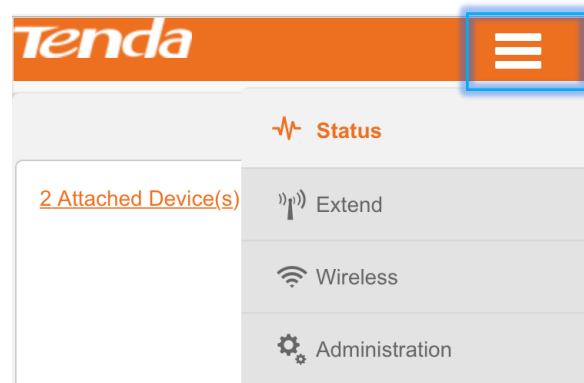 Tenda
Status
2 Attached Device(s)
Extend
Wireless
Administration